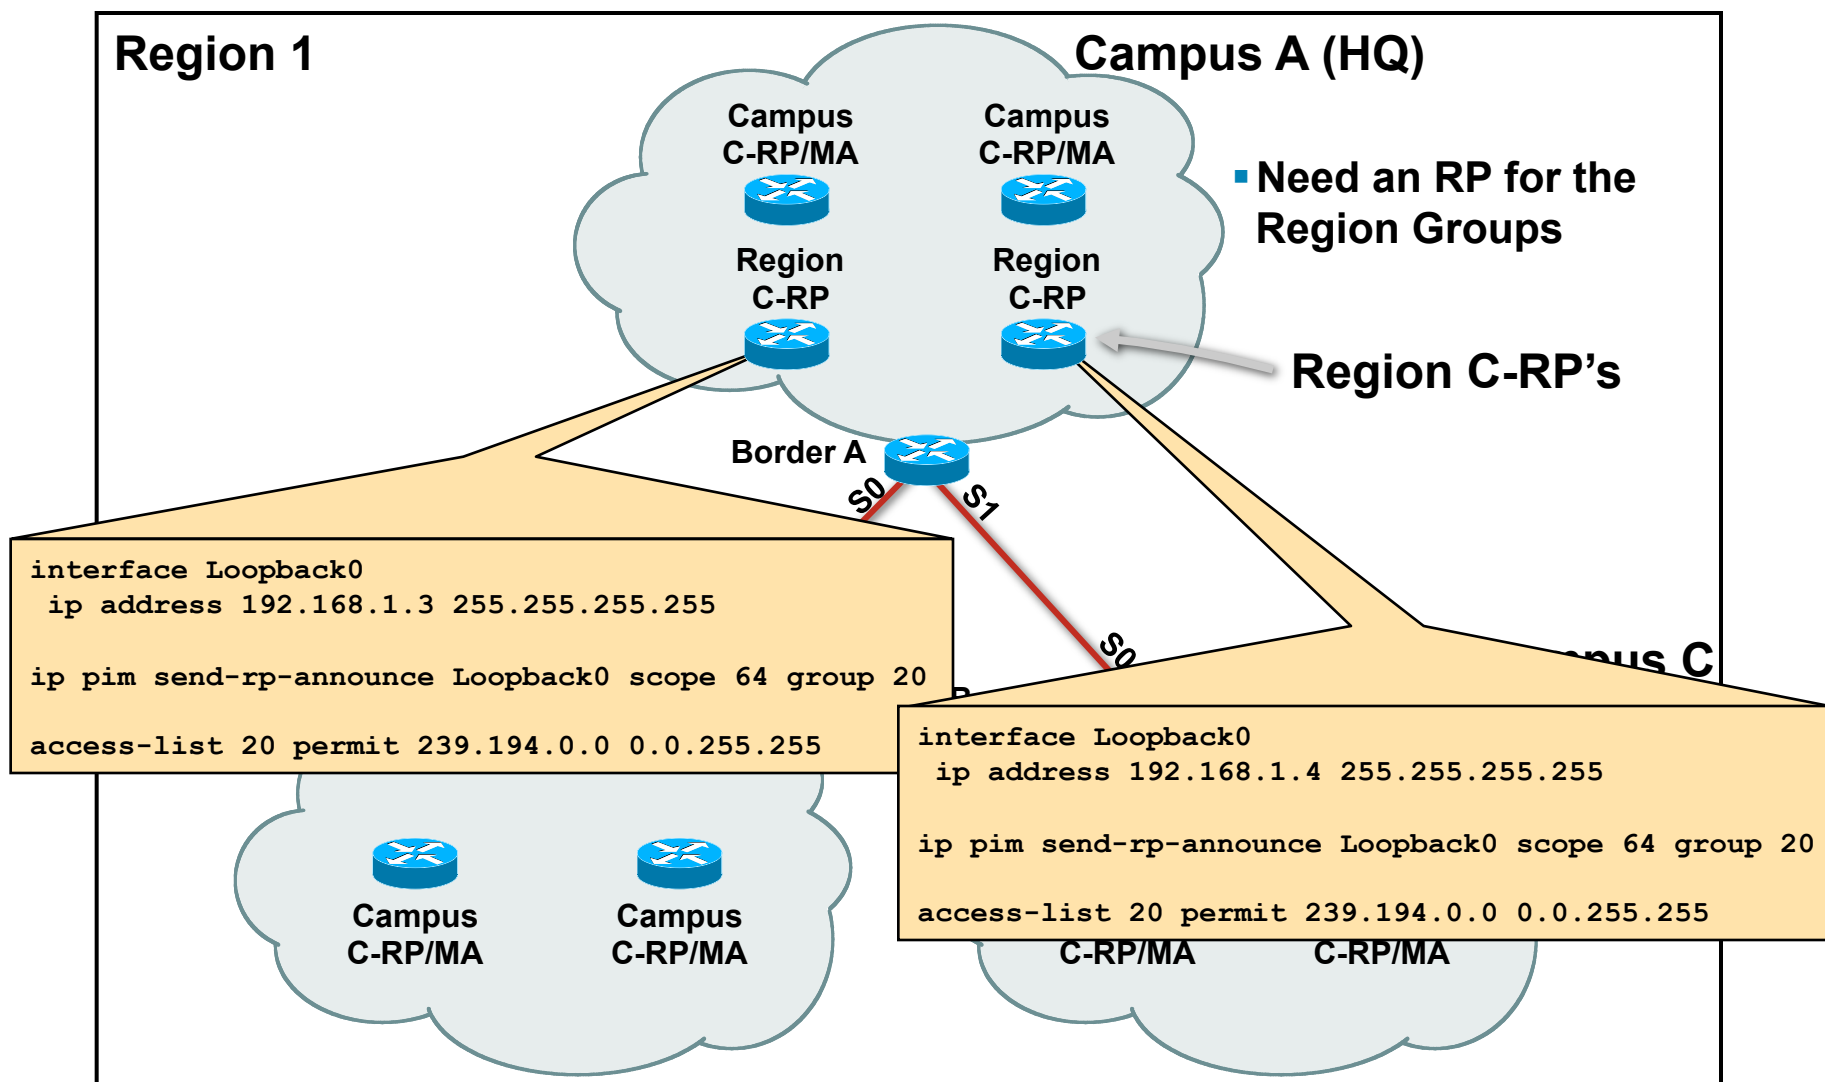 Region 1
Campus A (HQ)
Campus
C-RP/MA
Campus
C-RP/MA
▪ Need an RP for the
Region Groups
Region
C-RP
Region
C-RP
Region C-RP's
Border A
S0
S1
interface Loopback0
ip address 192.168.1.3 255.255.255.255
ip pim send-rp-announce Loopback0 scope 64 group 20
access-list 20 permit 239.194.0.0 0.0.255.255
S0
pus C
interface Loopback0
ip address 192.168.1.4 255.255.255.255
ip pim send-rp-announce Loopback0 scope 64 group 20
access-list 20 permit 239.194.0.0 0.0.255.255
Campus
C-RP/MA
Campus
C-RP/MA
C-RP/MA
C-RP/MA